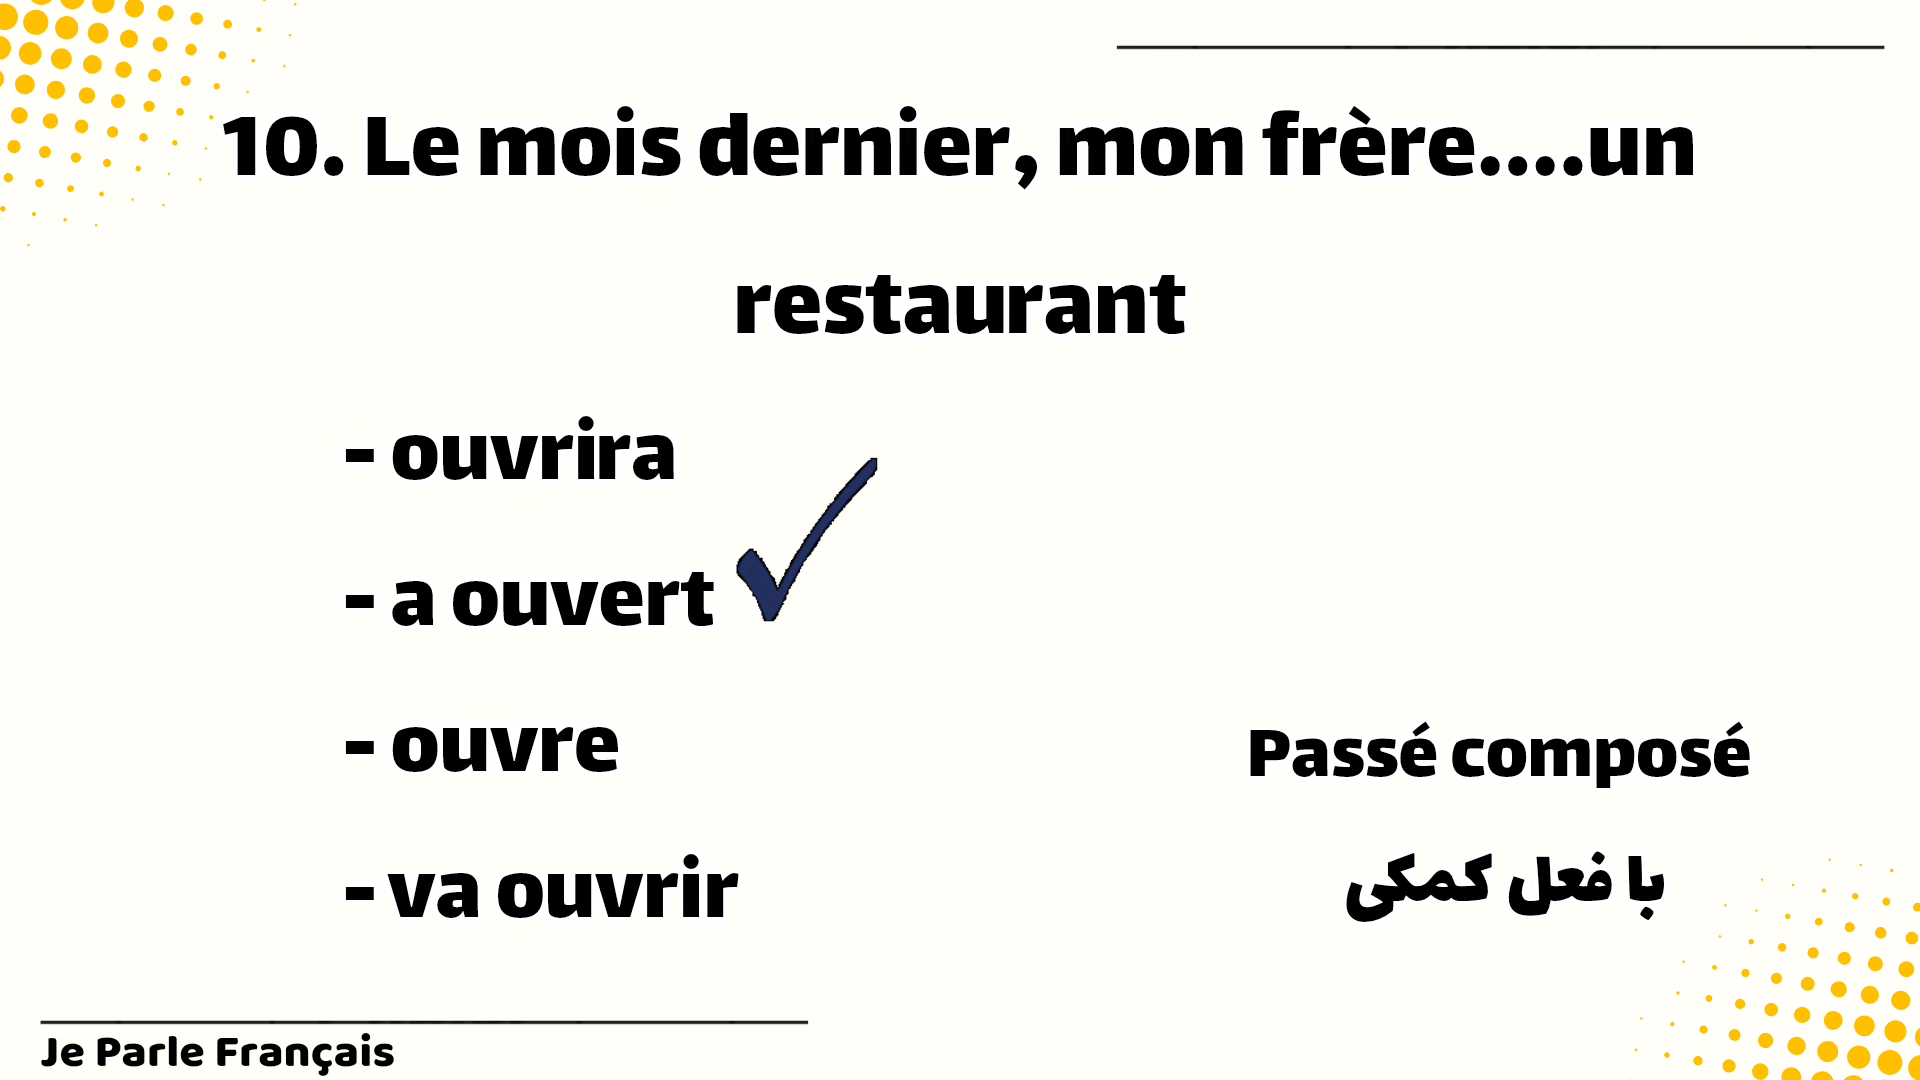 10. Le mois dernier, mon frère....un
restaurant
- ouvrira
- a ouvert
- ouvre
- va ouvrir
Passé composé
با فعل کمکی
Je Parle Français